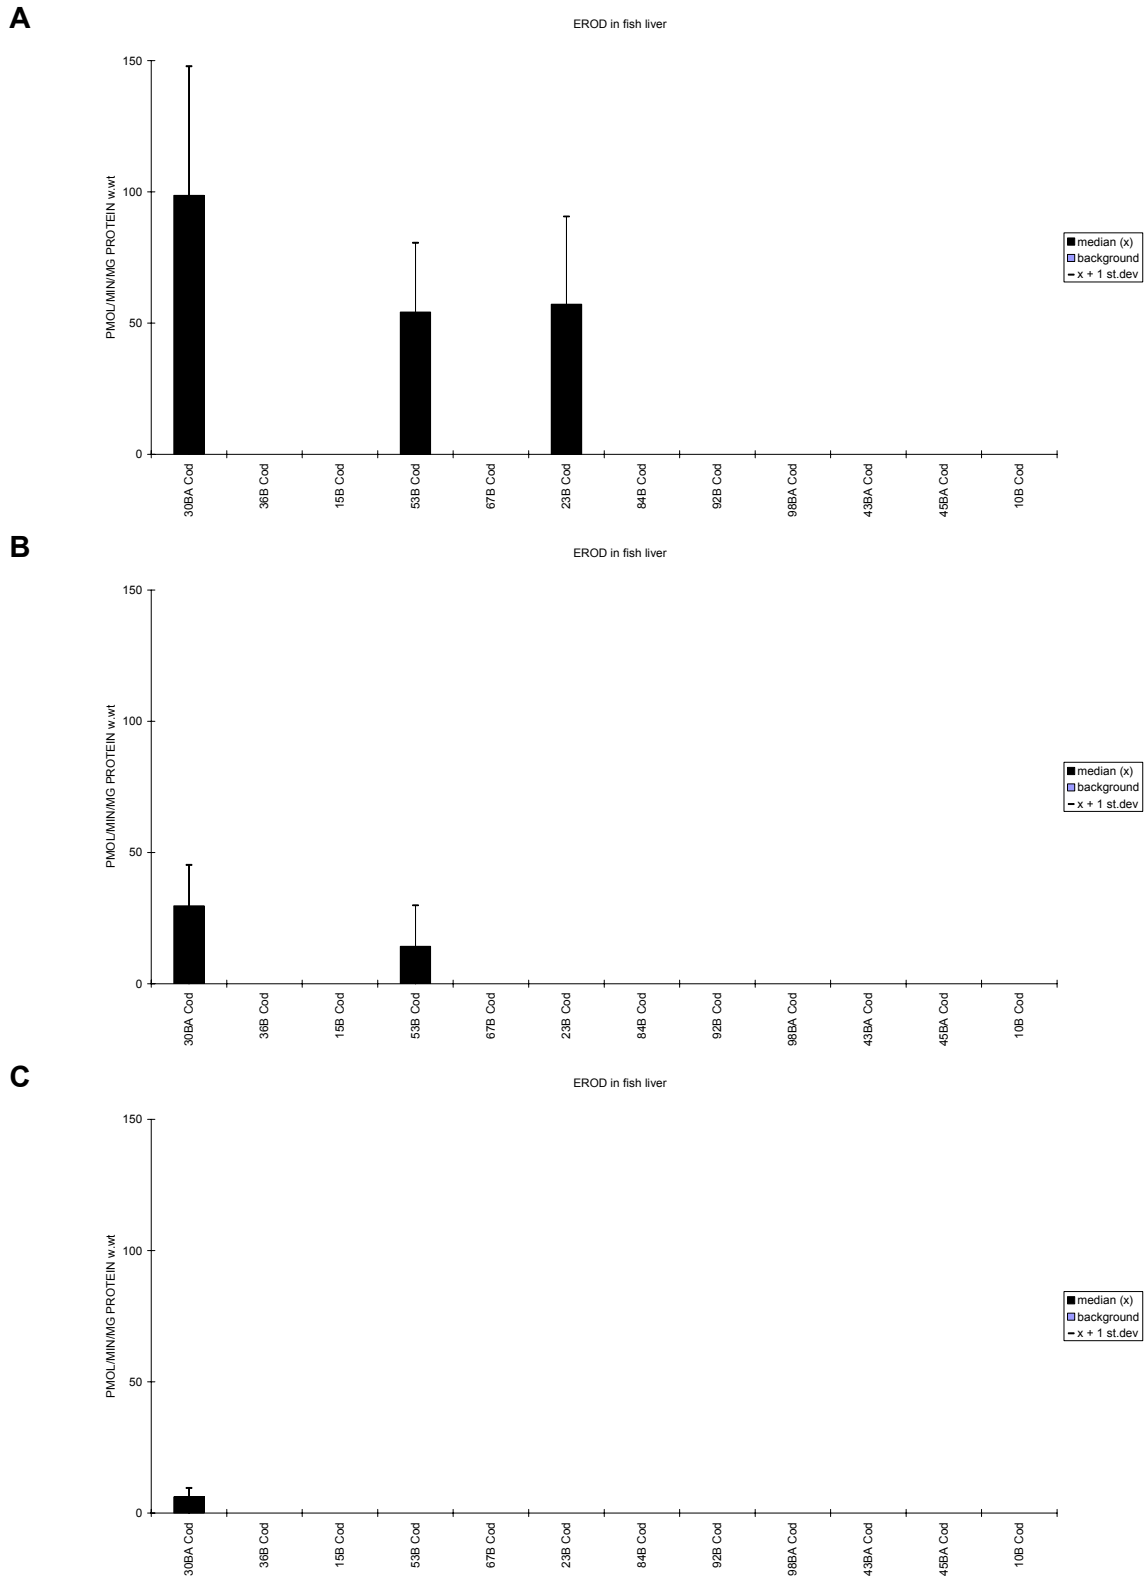 A
EROD in fish liver
150
100
50
0
PMOL/MIN/MG PROTEIN w.wt
30BA Cod
36B Cod
15B Cod
53B Cod
67B Cod
23B Cod
84B Cod
92B Cod
98BA Cod
43BA Cod
45BA Cod
10B Cod
median (x)
background
x + 1 st.dev
B
EROD in fish liver
150
100
50
0
PMOL/MIN/MG PROTEIN w.wt
30BA Cod
36B Cod
15B Cod
53B Cod
67B Cod
23B Cod
84B Cod
92B Cod
98BA Cod
43BA Cod
45BA Cod
10B Cod
median (x)
background
x + 1 st.dev
C
EROD in fish liver
150
100
50
0
PMOL/MIN/MG PROTEIN w.wt
30BA Cod
36B Cod
15B Cod
53B Cod
67B Cod
23B Cod
84B Cod
92B Cod
98BA Cod
43BA Cod
45BA Cod
10B Cod
median (x)
background
x + 1 st.dev